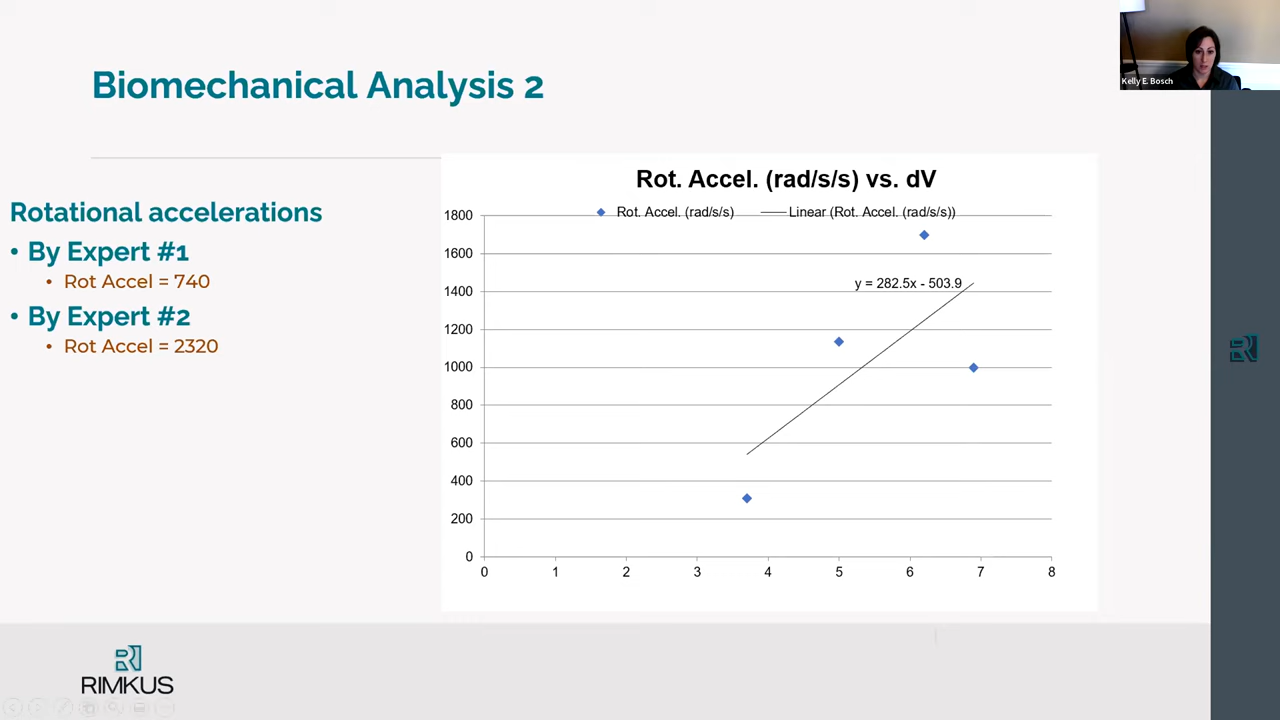 Biomechanical Analysis 2
Kelly E. Bosch
Rotational accelerations
• By Expert #1
• Rot Accel = 740
• By Expert #2
• Rot Accel = 2320
Rot. Accel. (rad/s/s) vs. dV
Rot. Accel. (rad/s/s)
Linear (Rot. Accel. (rad/s/s))
y = 282.5x - 503.9
1800
1600
1400
1200
1000
800
600
400
200
0
0 1 2 3 4 5 6 7 8
RIMKUS